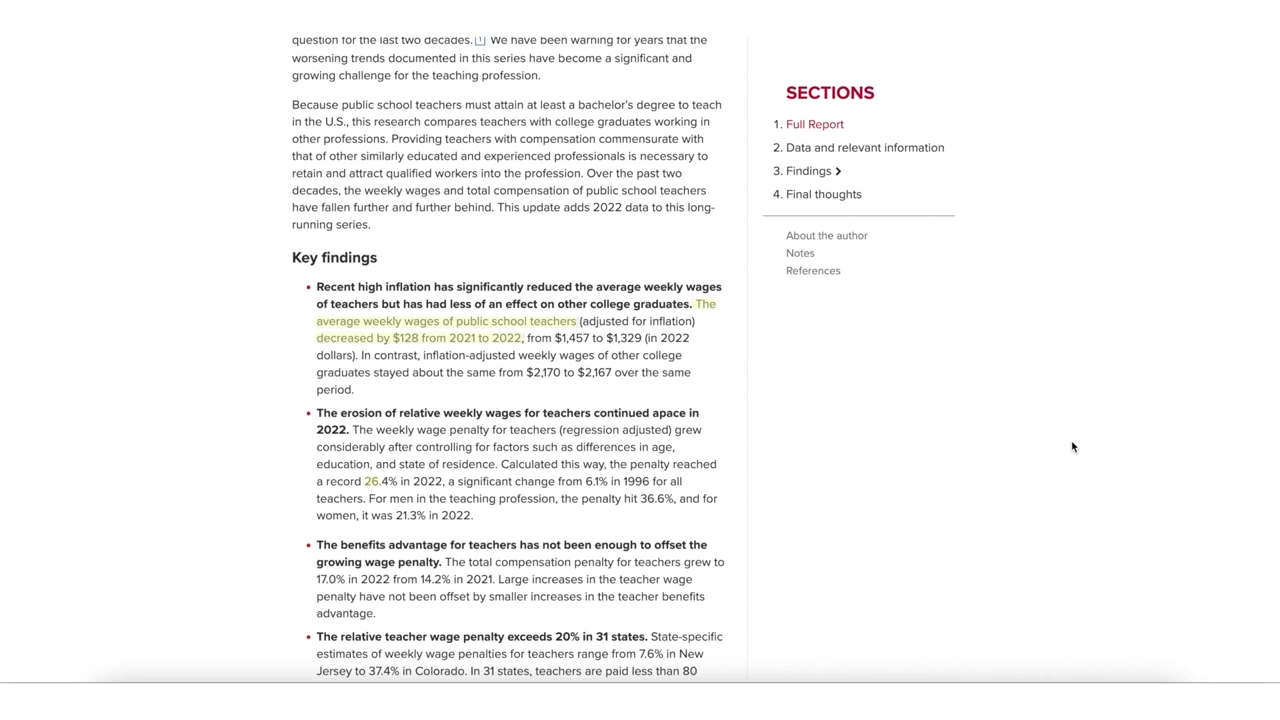 question for the last two decades. [1] We have been warning for years that the
worsening trends documented in this series have become a significant and
growing challenge for the teaching profession.
Because public school teachers must attain at least a bachelor's degree to teach
in the U.S., this research compares teachers with college graduates working in
other professions. Providing teachers with compensation commensurate with
that of other similarly educated and experienced professionals is necessary to
retain and attract qualified workers into the profession. Over the past two
decades, the weekly wages and total compensation of public school teachers
have fallen further and further behind. This update adds 2022 data to this long-
running series.
Key findings
• Recent high inflation has significantly reduced the average weekly wages
of teachers but has had less of an effect on other college graduates. The
average weekly wages of public school teachers (adjusted for inflation)
decreased by $128 from 2021 to 2022, from $1,457 to $1,329 (in 2022
dollars). In contrast, inflation-adjusted weekly wages of other college
graduates stayed about the same from $2,170 to $2,167 over the same
period.
• The erosion of relative weekly wages for teachers continued apace in
2022. The weekly wage penalty for teachers (regression adjusted) grew
considerably after controlling for factors such as differences in age,
education, and state of residence. Calculated this way, the penalty reached
a record 26.4% in 2022, a significant change from 6.1% in 1996 for all
teachers. For men in the teaching profession, the penalty hit 36.6%, and for
women, it was 21.3% in 2022.
• The benefits advantage for teachers has not been enough to offset the
growing wage penalty. The total compensation penalty for teachers grew to
17.0% in 2022 from 14.2% in 2021. Large increases in the teacher wage
penalty have not been offset by smaller increases in the teacher benefits
advantage.
• The relative teacher wage penalty exceeds 20% in 31 states. State-specific
estimates of weekly wage penalties for teachers range from 7.6% in New
Jersey to 37.4% in Colorado. In 31 states, teachers are paid less than 80
SECTIONS
1. Full Report
2. Data and relevant information
3. Findings
4. Final thoughts
About the author
Notes
References